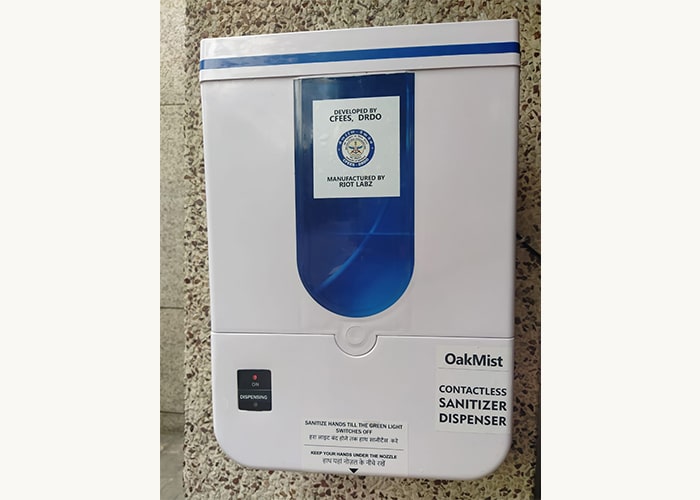 DEVELOPED BY
CFEES, DRDO
MANUFACTURED BY
RIOT LABZ
OakMist
CONTACTLESS
SANITIZER
DISPENSER
ON
DISPENSING
SANITIZE HANDS TILL THE GREEN LIGHT
SWITCHES OFF
हरा लाइट बंद होने तक हाथ सानीटैस करे
KEEP YOUR HANDS UNDER THE NOZZLE
हाथ यहां नोज़ल के नीचे रखें